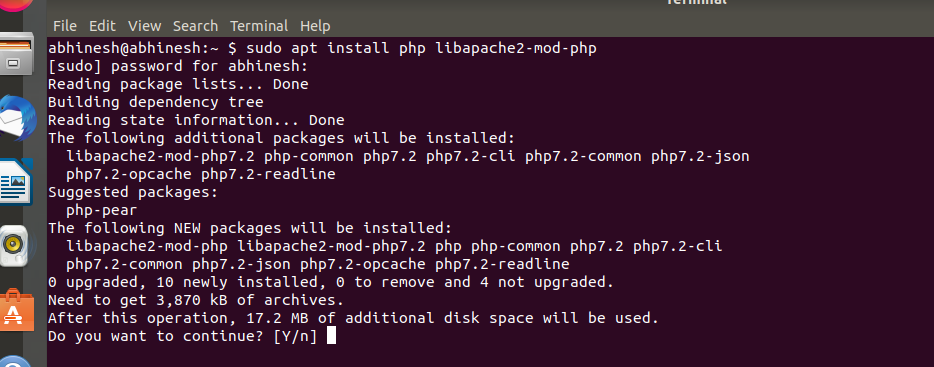 Terminal
File Edit View Search Terminal Help
abhinesh@abhinesh:~ $ sudo apt install php libapache2-mod-php
[sudo] password for abhinesh:
Reading package lists... Done
Building dependency tree
Reading state information... Done
The following additional packages will be installed:
  libapache2-mod-php7.2 php-common php7.2 php7.2-cli php7.2-common php7.2-json
  php7.2-opcache php7.2-readline
Suggested packages:
  php-pear
The following NEW packages will be installed:
  libapache2-mod-php libapache2-mod-php7.2 php php-common php7.2 php7.2-cli
  php7.2-common php7.2-json php7.2-opcache php7.2-readline
0 upgraded, 10 newly installed, 0 to remove and 4 not upgraded.
Need to get 3,870 kB of archives.
After this operation, 17.2 MB of additional disk space will be used.
Do you want to continue? [Y/n]